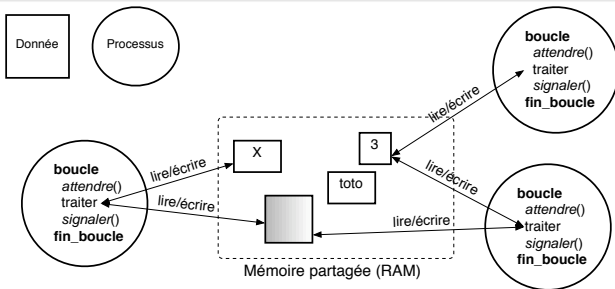 Donnée
Processus
boucle
attendre()
traiter
signaler()
fin_boucle
lire/écrire
X
3
toto
lire/écrire
lire/écrire
lire/écrire
lire/écrire
boucle
attendre()
traiter
signaler()
fin_boucle
boucle
attendre()
traiter
signaler()
fin_boucle
Mémoire partagée (RAM)